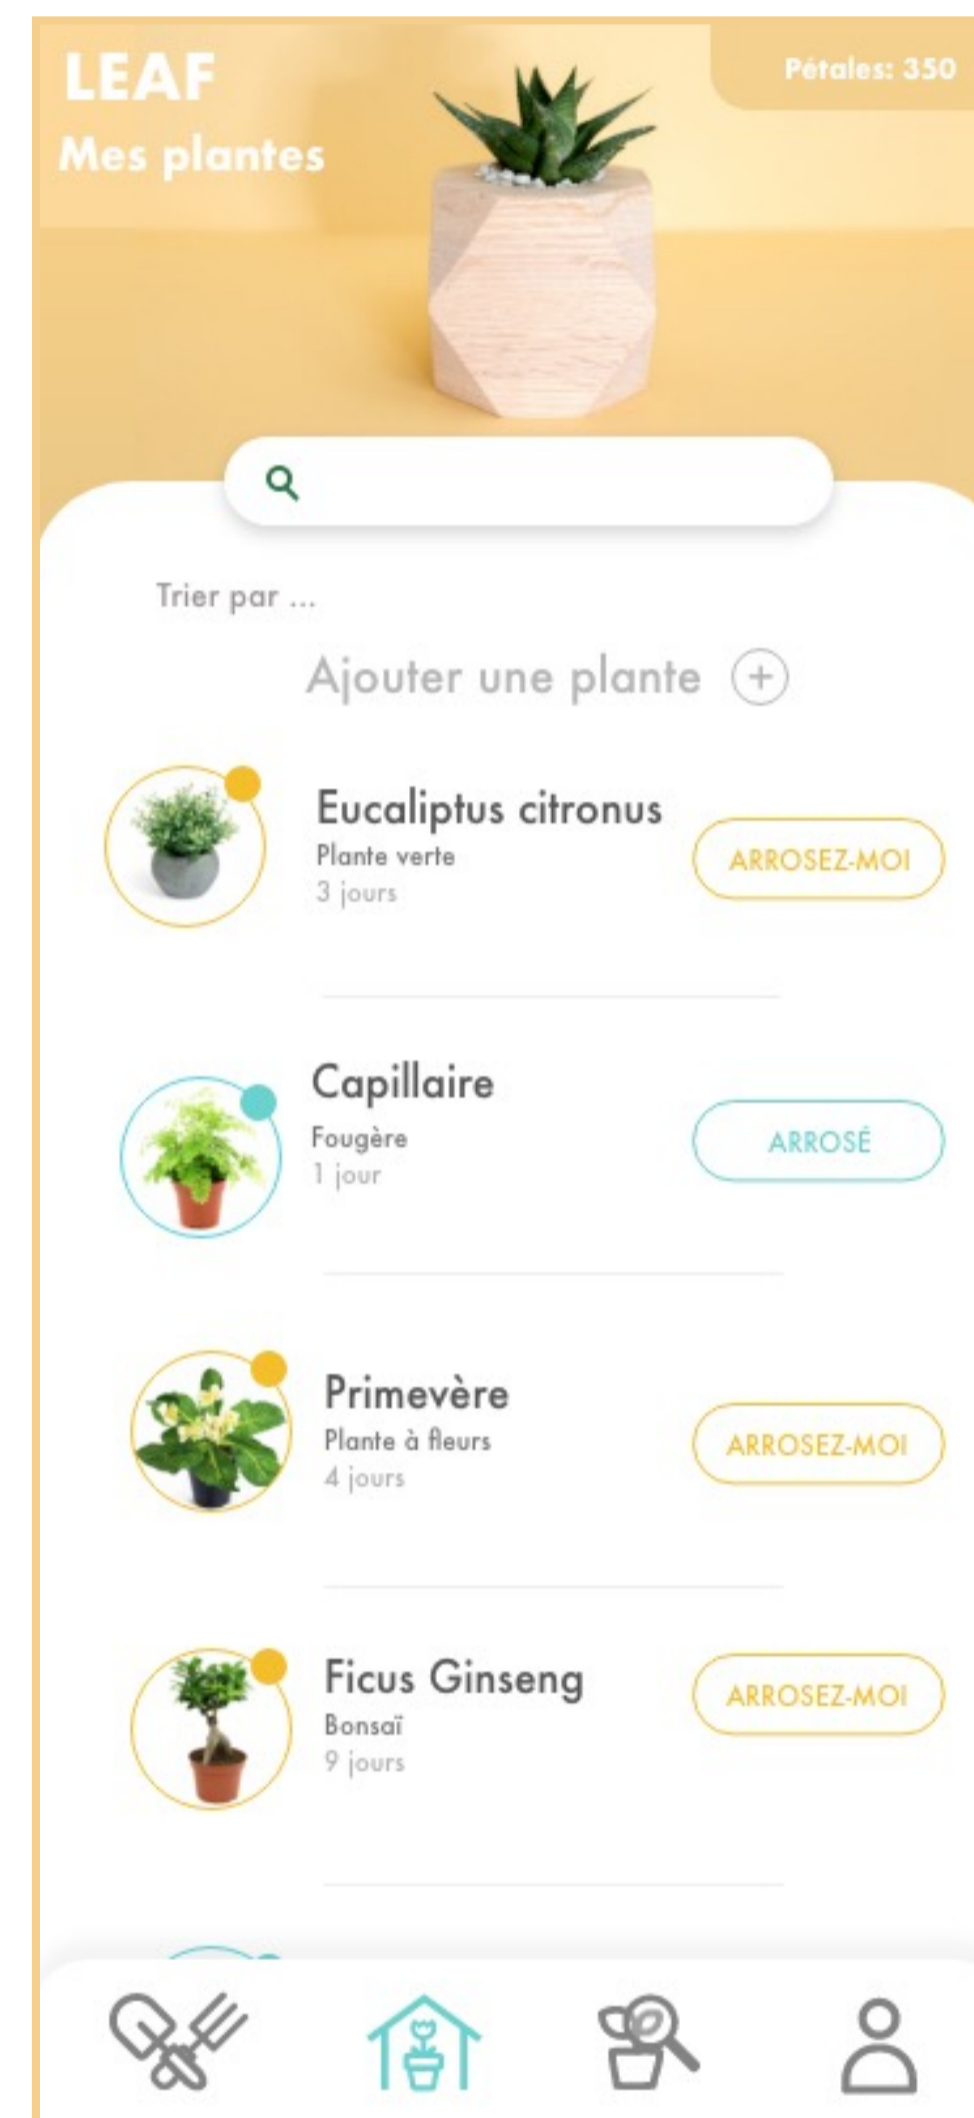 LEAF
Pétales: 350
Mes plantes
Trier par ...
Ajouter une plante +
Eucaliptus citronus
Plante verte
3 jours
ARROSEZ-MOI
Capillaire
Fougère
1 jour
ARROSÉ
Primevère
Plante à fleurs
4 jours
ARROSEZ-MOI
Ficus Ginseng
Bonsaï
9 jours
ARROSEZ-MOI